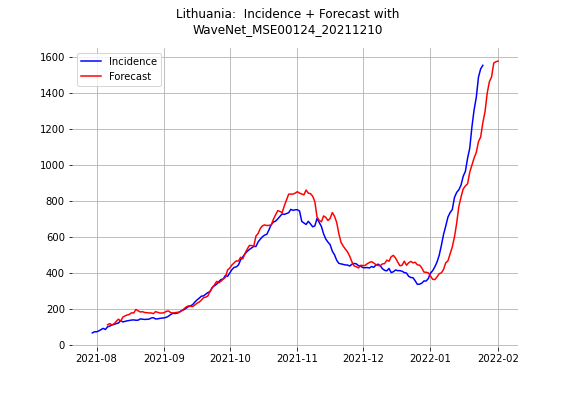 Lithuania:  Incidence + Forecast with
WaveNet_MSE00124_20211210
Incidence
Forecast
1600
1400
1200
1000
800
600
400
200
0
2021-08 2021-09 2021-10 2021-11 2021-12 2022-01 2022-02